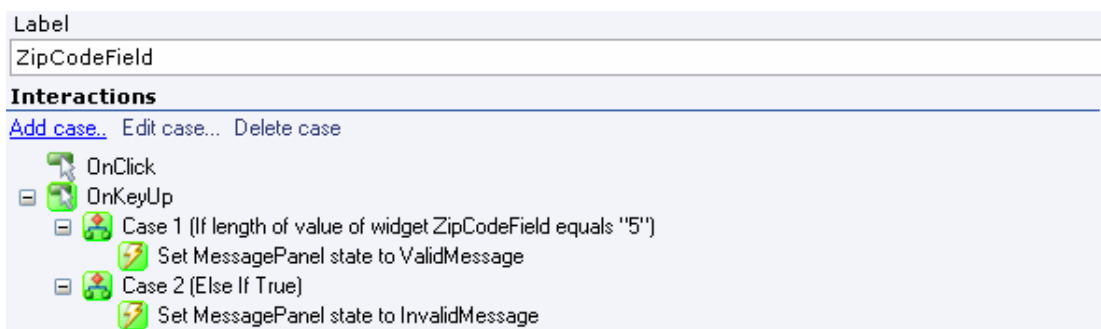 Label
ZipCodeField
Interactions
Add case.. Edit case... Delete case
OnClick
OnKeyUp
Case 1 (If length of value of widget ZipCodeField equals "5")
Set MessagePanel state to ValidMessage
Case 2 (Else If True)
Set MessagePanel state to InvalidMessage